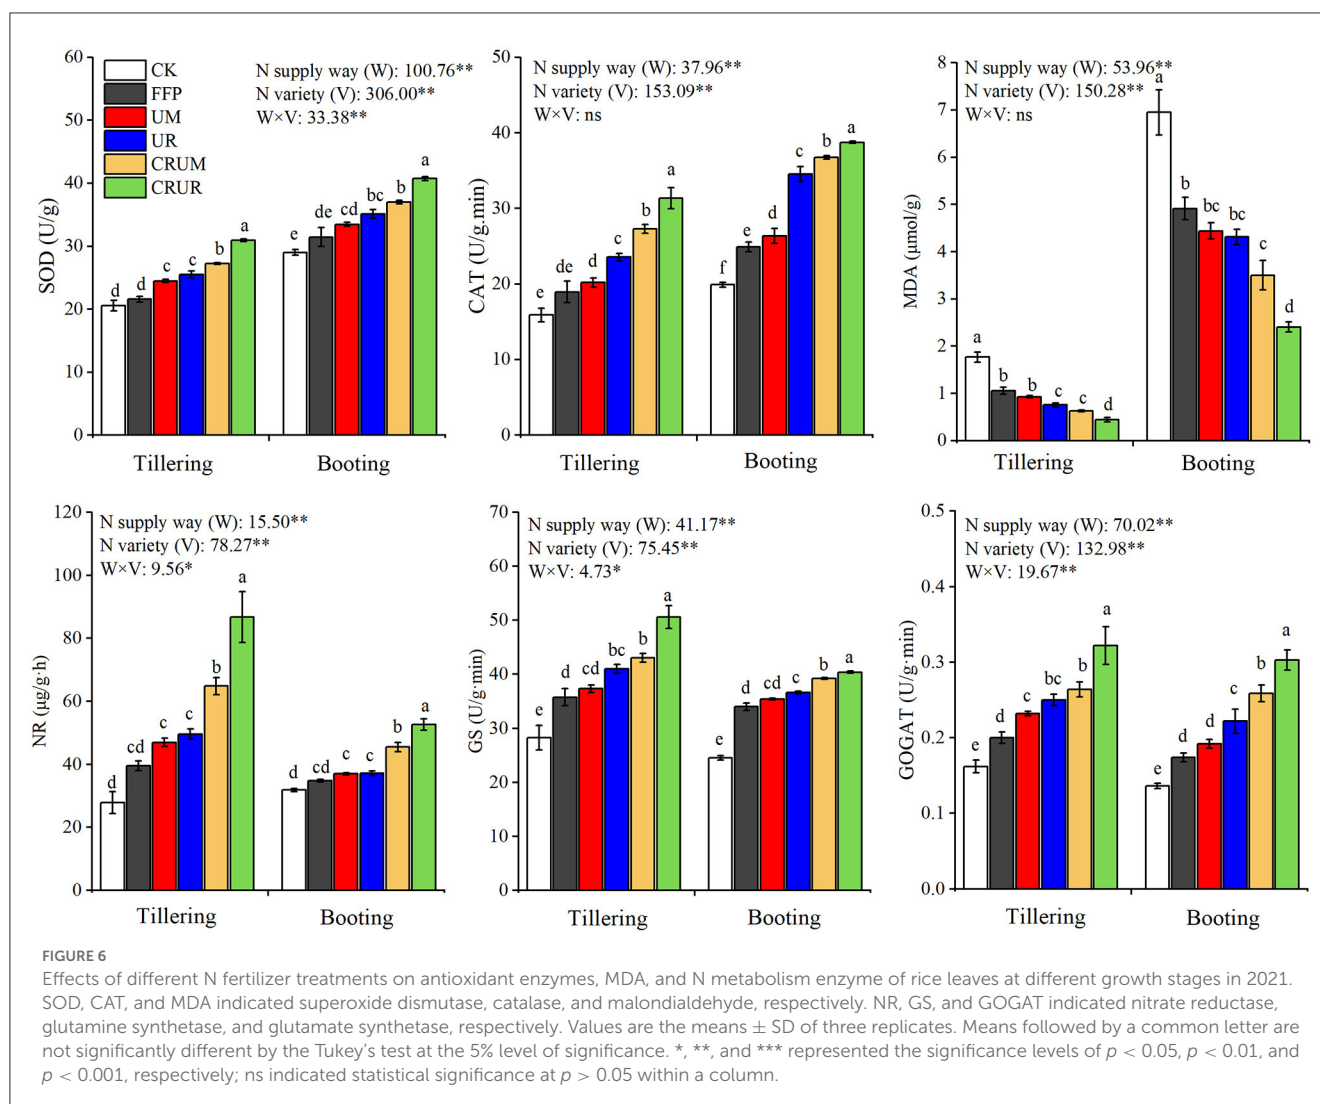 60
50
40
30
20
10
0
SOD (U/g)
CK
FFP
UM
UR
CRUM
CRUR
N supply way (W): 100.76**
N variety (V): 306.00**
W×V: 33.38**
d
d
c
c
b
a
e
de
cd
bc
b
a
Tillering
Booting
50
40
30
20
10
0
CAT (U/g.min)
N supply way (W): 37.96**
N variety (V): 153.09**
W×V: ns
e
de
d
c
b
a
f
e
d
c
b
a
Tillering
Booting
8
7
6
5
4
3
2
1
0
MDA (μmol/g)
N supply way (W): 53.96**
N variety (V): 150.28**
W×V: ns
a
b
b
c
c
d
a
b
bc
bc
c
d
Tillering
Booting
120
100
80
60
40
20
0
NR (μg/g·h)
N supply way (W): 15.50**
N variety (V): 78.27**
W×V: 9.56*
d
cd
c
c
b
a
d
cd
c
c
b
a
Tillering
Booting
70
60
50
40
30
20
10
0
GS (U/g·min)
N supply way (W): 41.17**
N variety (V): 75.45**
W×V: 4.73*
e
d
cd
bc
b
a
e
d
cd
c
b
a
Tillering
Booting
0.5
0.4
0.3
0.2
0.1
0.0
GOGAT (U/g·min)
N supply way (W): 70.02**
N variety (V): 132.98**
W×V: 19.67**
e
d
c
bc
b
a
e
d
d
c
b
a
Tillering
Booting
FIGURE 6
Effects of different N fertilizer treatments on antioxidant enzymes, MDA, and N metabolism enzyme of rice leaves at different growth stages in 2021.
SOD, CAT, and MDA indicated superoxide dismutase, catalase, and malondialdehyde, respectively. NR, GS, and GOGAT indicated nitrate reductase,
glutamine synthetase, and glutamate synthetase, respectively. Values are the means ± SD of three replicates. Means followed by a common letter are
not significantly different by the Tukey's test at the 5% level of significance. *, **, and *** represented the significance levels of p < 0.05, p < 0.01, and
p < 0.001, respectively; ns indicated statistical significance at p > 0.05 within a column.